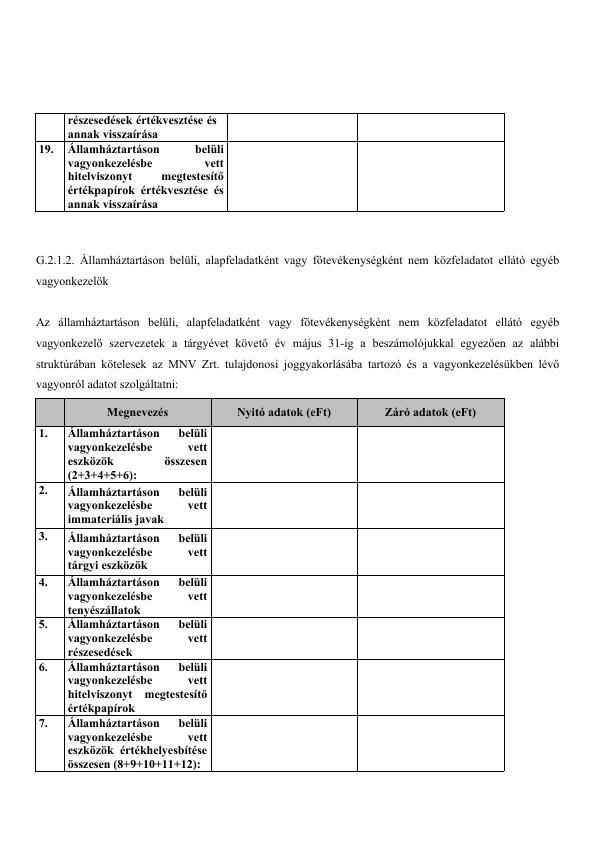 részesedések értékvesztése és
annak visszaírása
19. Államháztartáson belüli
vagyonkezelésbe vett
hitelviszonyt megtestesítő
értékpapírok értékvesztése és
annak visszaírása
G.2.1.2. Államháztartáson belüli, alapfeladatként vagy főtevékenységként nem közfeladatot ellátó egyéb
vagyonkezelők
Az államháztartáson belüli, alapfeladatként vagy főtevékenységként nem közfeladatot ellátó egyéb
vagyonkezelő szervezetek a tárgyévet követő év május 31-ig a beszámolójukkal egyezően az alábbi
struktúrában kötelesek az MNV Zrt. tulajdonosi joggyakorlásába tartozó és a vagyonkezelésükben lévő
vagyonról adatot szolgáltatni:
Megnevezés Nyitó adatok (eFt) Záró adatok (eFt)
1. Államháztartáson belüli
vagyonkezelésbe vett
eszközök összesen
(2+3+4+5+6):
2. Államháztartáson belüli
vagyonkezelésbe vett
immateriális javak
3. Államháztartáson belüli
vagyonkezelésbe vett
tárgyi eszközök
4. Államháztartáson belüli
vagyonkezelésbe vett
tenyészállatok
5. Államháztartáson belüli
vagyonkezelésbe vett
részesedések
6. Államháztartáson belüli
vagyonkezelésbe vett
hitelviszonyt megtestesítő
értékpapírok
7. Államháztartáson belüli
vagyonkezelésbe vett
eszközök értékhelyesbítése
összesen (8+9+10+11+12):